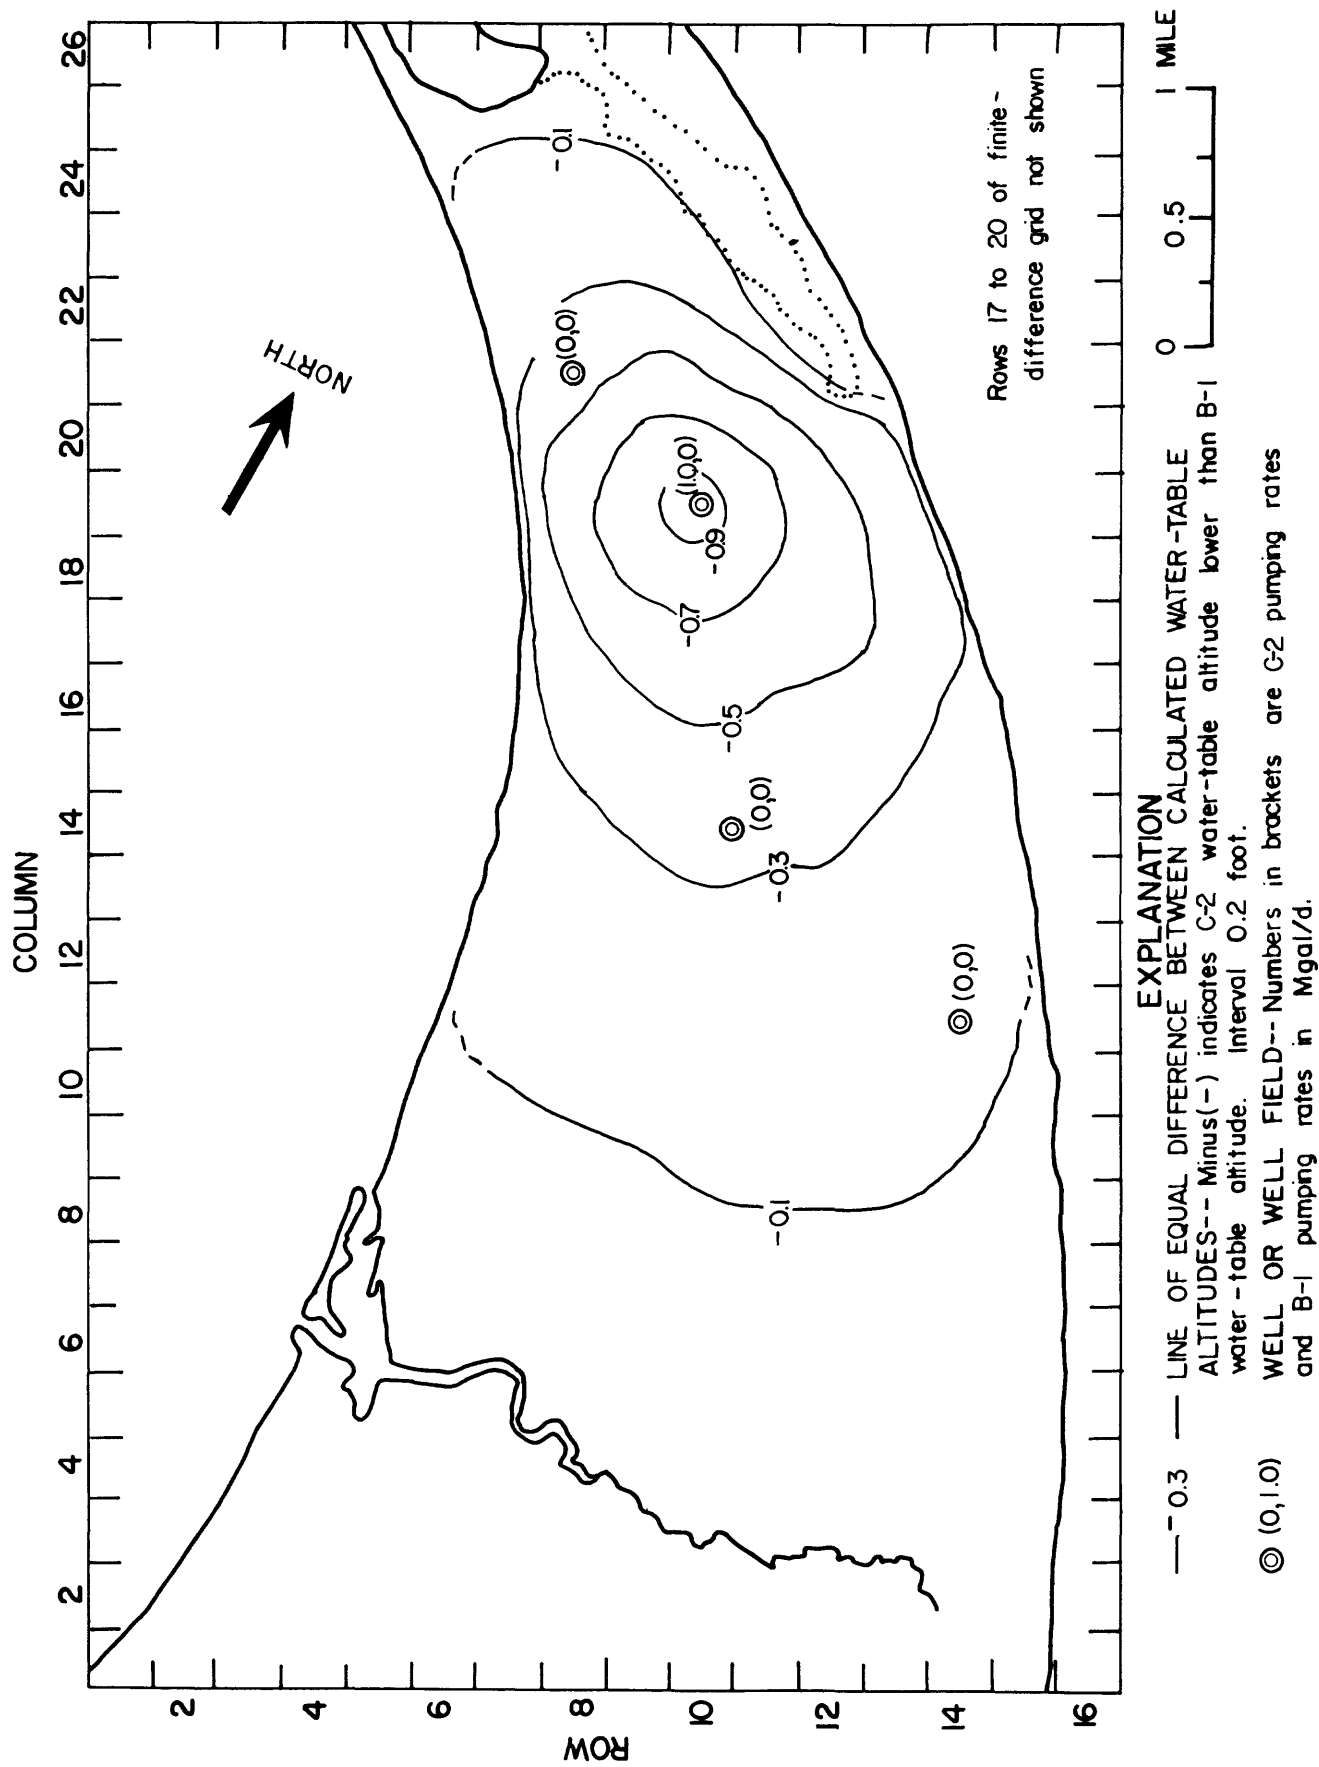 COLUMN
2 4 6 8 10 12 14 16 18 20 22 24 26
ROW
2
4
6
8
10
12
14
16
NORTH
-0.1
(0,0)
(1.0,0)
-0.9
-0.7
-0.5
(0,0)
-0.3
(0,0)
-0.1
Rows 17 to 20 of finite-
difference grid not shown
0 0.5 1 MILE
EXPLANATION
-0.3 LINE OF EQUAL DIFFERENCE BETWEEN CALCULATED WATER-TABLE
ALTITUDES-- Minus(-) indicates C-2 water-table altitude lower than B-1
water-table altitude. Interval 0.2 foot.
(0,1.0) WELL OR WELL FIELD--Numbers in brackets are C-2 pumping rates
and B-1 pumping rates in Mgal/d.